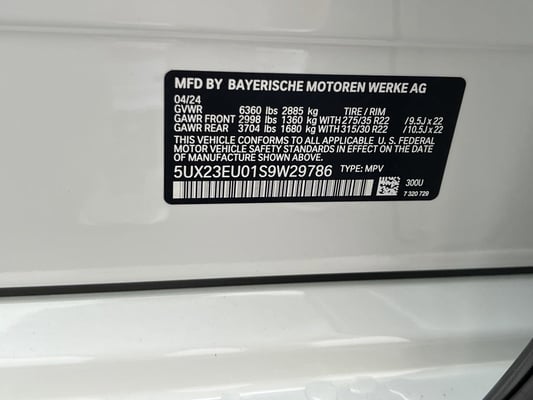 MFD BY BAYERISCHE MOTOREN WERKE AG
04/24
GVWR 6360 lbs 2885 kg TIRE / RIM
GAWR FRONT 2998 lbs 1360 kg WITH 275/35 R22 / 9.5J x 22
GAWR REAR 3704 lbs 1680 kg WITH 315/30 R22 / 10.5J x 22
THIS VEHICLE CONFORMS TO ALL APPLICABLE U. S. FEDERAL
MOTOR VEHICLE SAFETY STANDARDS IN EFFECT ON THE DATE OF
MANUFACTURE SHOWN ABOVE.
5UX23EU01S9W29786 TYPE: MPV
300U
7 320 729